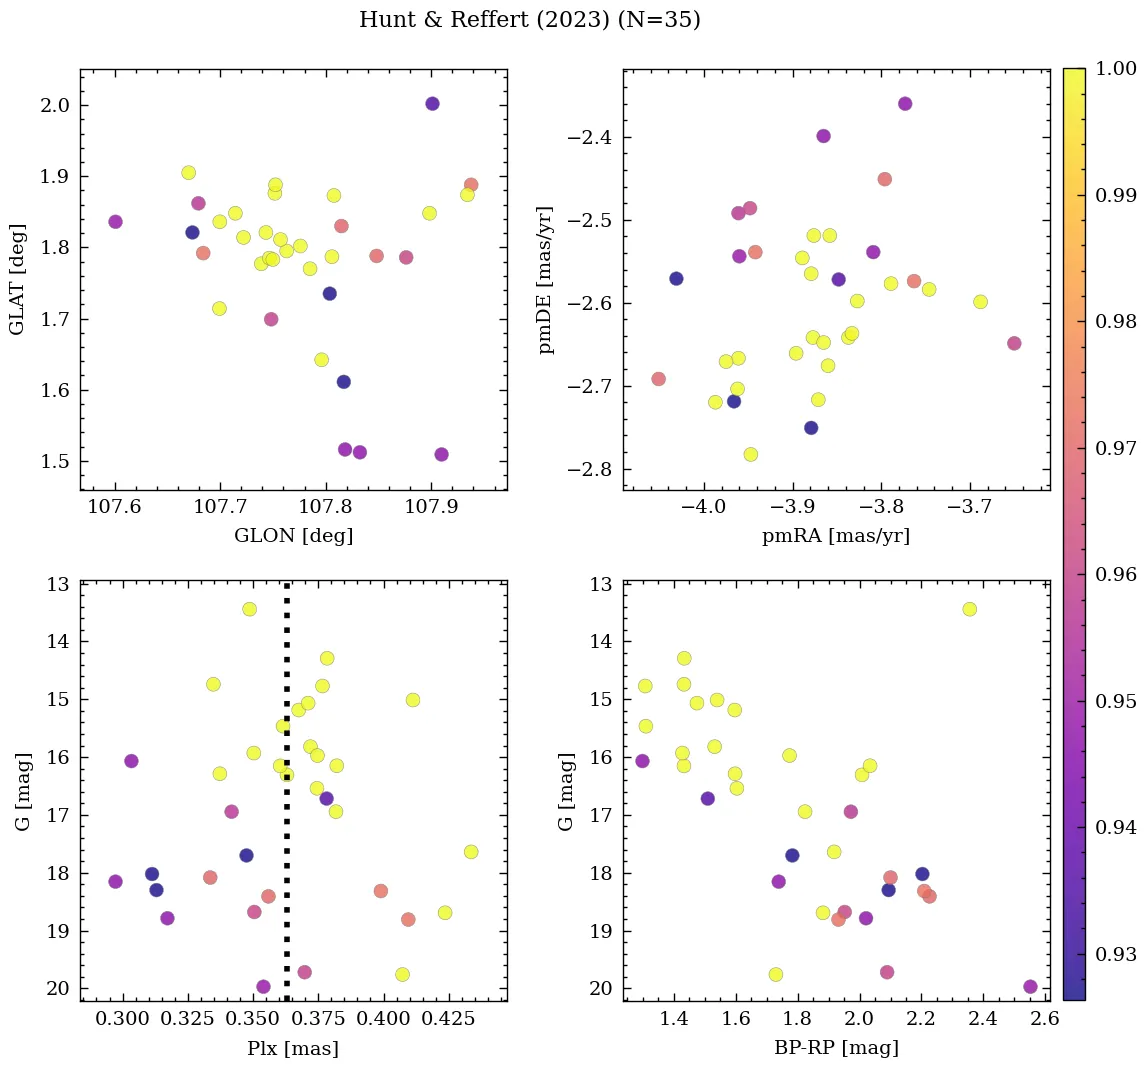 Hunt & Reffert (2023) (N=35)
2.0
1.9
1.8
1.7
1.6
1.5
GLAT [deg]
107.6 107.7 107.8 107.9
GLON [deg]
−2.4
−2.5
−2.6
−2.7
−2.8
pmDE [mas/yr]
−4.0 −3.9 −3.8 −3.7
pmRA [mas/yr]
13
14
15
16
17
18
19
20
G [mag]
0.300 0.325 0.350 0.375 0.400 0.425
Plx [mas]
13
14
15
16
17
18
19
20
G [mag]
1.4 1.6 1.8 2.0 2.2 2.4 2.6
BP-RP [mag]
1.00
0.99
0.98
0.97
0.96
0.95
0.94
0.93